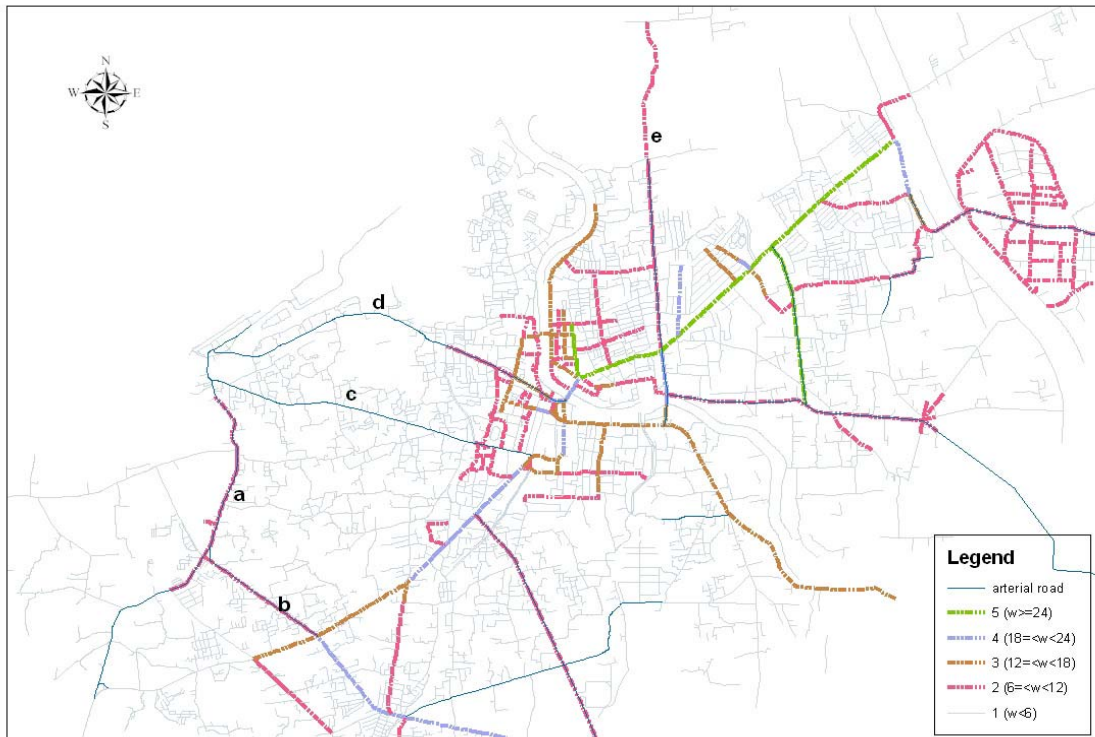 N
W E
S
e
d
c
a
b
Legend
arterial road
5 (w>=24)
4 (18=<w<24)
3 (12=<w<18)
2 (6=<w<12)
1 (w<6)